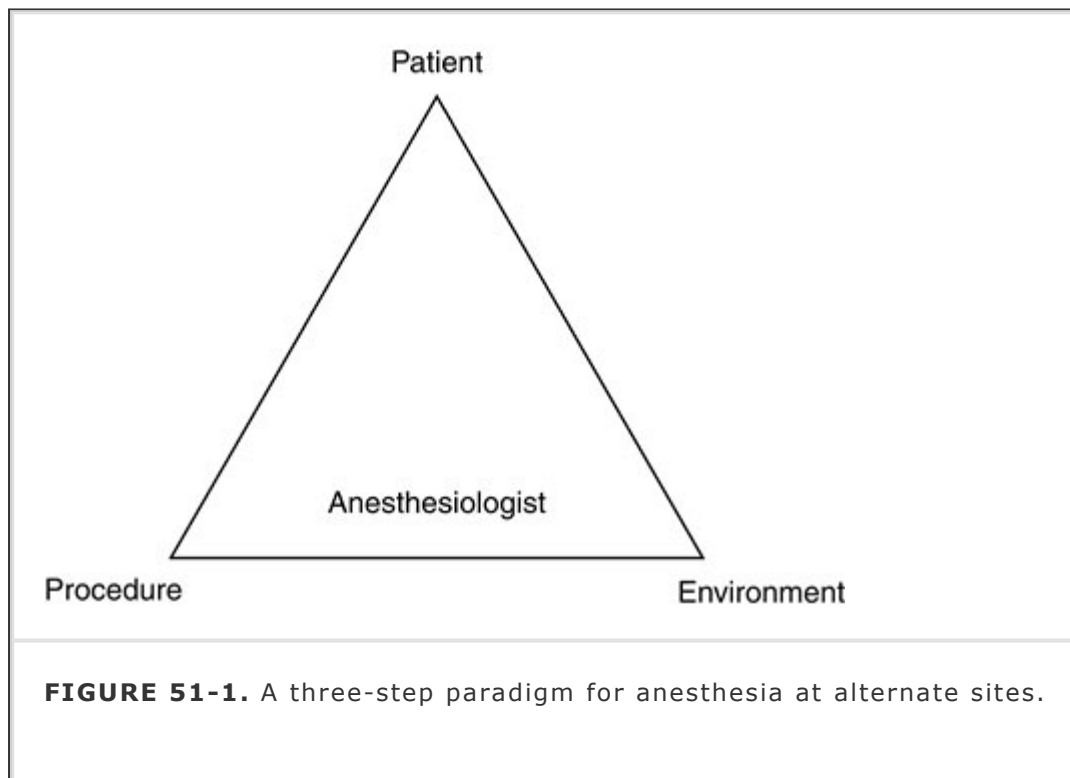 Patient
Anesthesiologist
Procedure
Environment
FIGURE 51-1. A three-step paradigm for anesthesia at alternate sites.